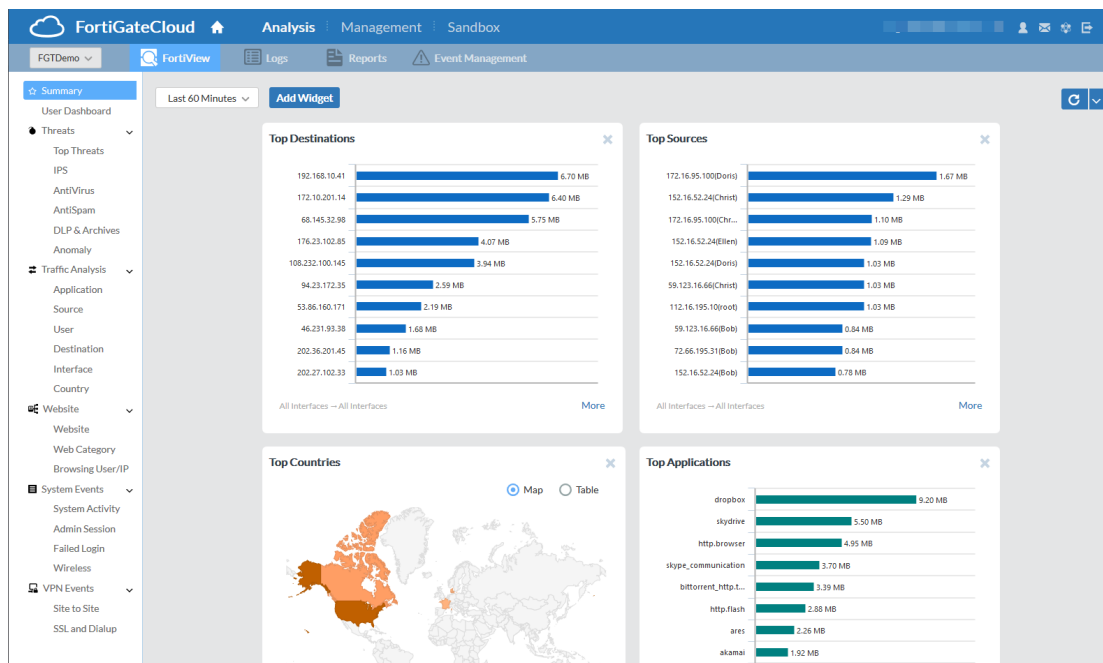 FortiGateCloud
Analysis
Management
Sandbox
FGTDemo
FortiView
Logs
Reports
Event Management
Summary
User Dashboard
Threats
Top Threats
IPS
AntiVirus
AntiSpam
DLP & Archives
Anomaly
Traffic Analysis
Application
Source
User
Destination
Interface
Country
Website
Website
Web Category
Browsing User/IP
System Events
System Activity
Admin Session
Failed Login
Wireless
VPN Events
Site to Site
SSL and Dialup
Last 60 Minutes
Add Widget
Top Destinations
192.168.10.41 6.70 MB
172.10.201.14 6.40 MB
68.145.32.98 5.75 MB
176.23.102.85 4.07 MB
108.232.100.145 3.94 MB
94.23.172.35 2.59 MB
53.86.160.171 2.19 MB
46.231.93.38 1.68 MB
202.36.201.45 1.16 MB
202.27.102.33 1.03 MB
All Interfaces → All Interfaces
More
Top Sources
172.16.95.100(Doris) 1.67 MB
152.16.52.24(Christ) 1.29 MB
172.16.95.100(Chr... 1.10 MB
152.16.52.24(Ellen) 1.09 MB
152.16.52.24(Doris) 1.03 MB
59.123.16.66(Christ) 1.03 MB
112.16.195.10(root) 1.03 MB
59.123.16.66(Bob) 0.84 MB
72.66.195.31(Bob) 0.84 MB
152.16.52.24(Bob) 0.78 MB
All Interfaces → All Interfaces
More
Top Countries
Map
Table
Top Applications
dropbox 9.20 MB
skydrive 5.50 MB
http.browser 4.95 MB
skype_communication 3.70 MB
bittorrent_http.t... 3.39 MB
http.flash 2.88 MB
ares 2.26 MB
akamai 1.92 MB